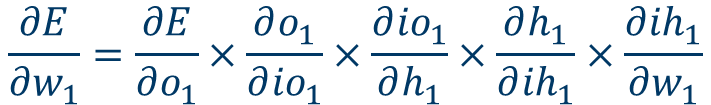 ∂E/∂w₁ = ∂E/∂o₁ × ∂o₁/∂io₁ × ∂io₁/∂h₁ × ∂h₁/∂ih₁ × ∂ih₁/∂w₁